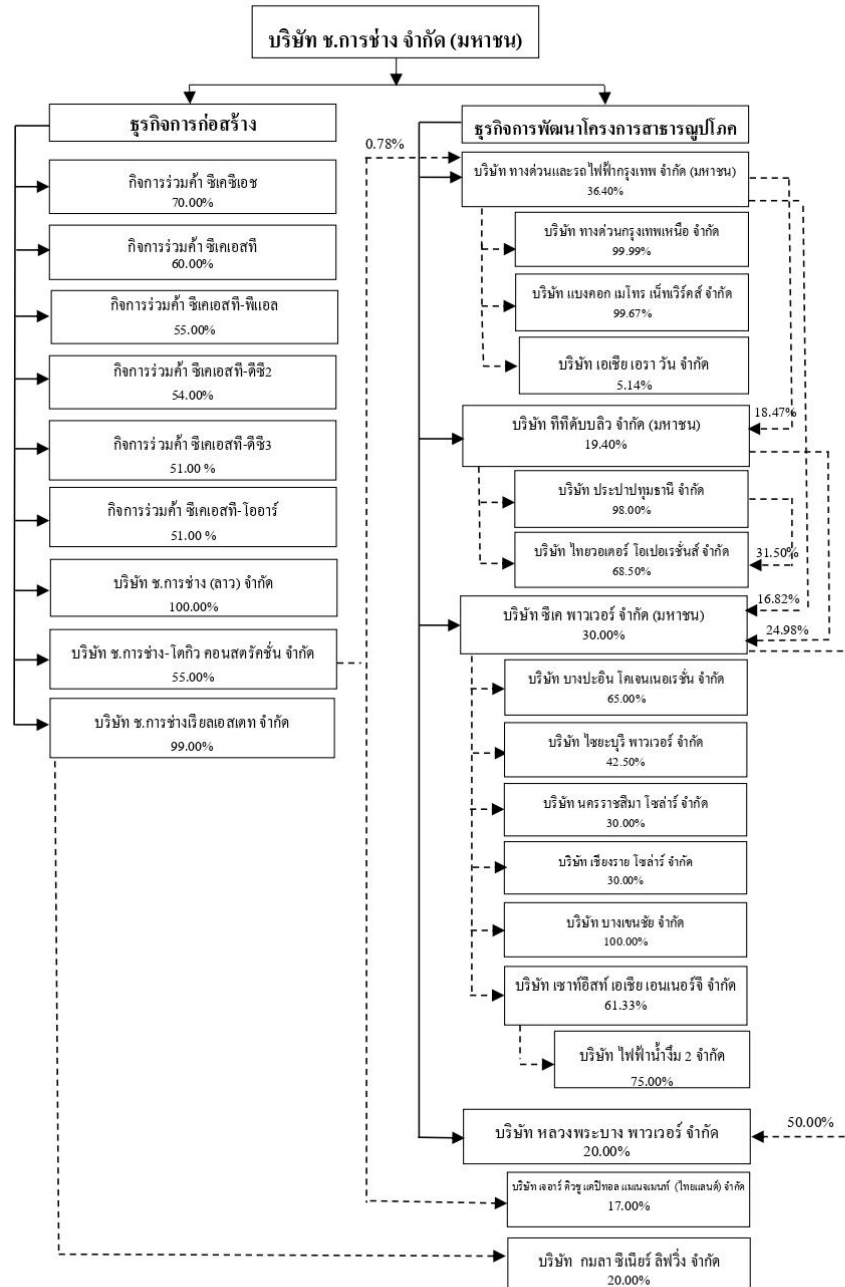 บริษัท ช.การช่าง จำกัด (มหาชน)
ธุรกิจการก่อสร้าง
กิจการร่วมค้า ซีเคซีเอช
70.00%
กิจการร่วมค้า ซีเคเอสที
60.00%
กิจการร่วมค้า ซีเคเอสที-พีแอล
55.00%
กิจการร่วมค้า ซีเคเอสที-ดีซี2
54.00%
กิจการร่วมค้า ซีเคเอสที-ดีซี3
51.00 %
กิจการร่วมค้า ซีเคเอสที-โออาร์
51.00 %
บริษัท ช.การช่าง (ลาว) จำกัด
100.00%
บริษัท ช.การช่าง-โตกิว คอนสตรัคชั่น จำกัด
55.00%
บริษัท ช.การช่างเรียลเอสเตท จำกัด
99.00%
ธุรกิจการพัฒนาโครงการสาธารณูปโภค
0.78%
บริษัท ทางด่วนและรถไฟฟ้ากรุงเทพ จำกัด (มหาชน)
36.40%
บริษัท ทางด่วนกรุงเทพเหนือ จำกัด
99.99%
บริษัท แบงคอก เมโทร เน็ทเวิร์คส์ จำกัด
99.67%
บริษัท เอเชีย เอรา วัน จำกัด
5.14%
บริษัท ทีทีดับบลิว จำกัด (มหาชน)
19.40%
18.47%
บริษัท ประปาปทุมธานี จำกัด
98.00%
บริษัท ไทยวอเตอร์ โอเปอเรชั่นส์ จำกัด
68.50%
31.50%
บริษัท ซีเค พาวเวอร์ จำกัด (มหาชน)
30.00%
16.82%
24.98%
บริษัท บางปะอิน โคเจนเนอเรชั่น จำกัด
65.00%
บริษัท ไซยะบุรี พาวเวอร์ จำกัด
42.50%
บริษัท นครราชสีมา โซล่าร์ จำกัด
30.00%
บริษัท เชียงราย โซล่าร์ จำกัด
30.00%
บริษัท บางเขนชัย จำกัด
100.00%
บริษัท เซาท์อีสท์ เอเชีย เอนเนอร์จี จำกัด
61.33%
บริษัท ไฟฟ้าน้ำงึม 2 จำกัด
75.00%
บริษัท หลวงพระบาง พาวเวอร์ จำกัด
20.00%
50.00%
บริษัท เจอาร์ คิวชู แคปิทอล แมเนจเมนท์ (ไทยแลนด์) จำกัด
17.00%
บริษัท กมลา ซีเนียร์ ลิฟวิ่ง จำกัด
20.00%